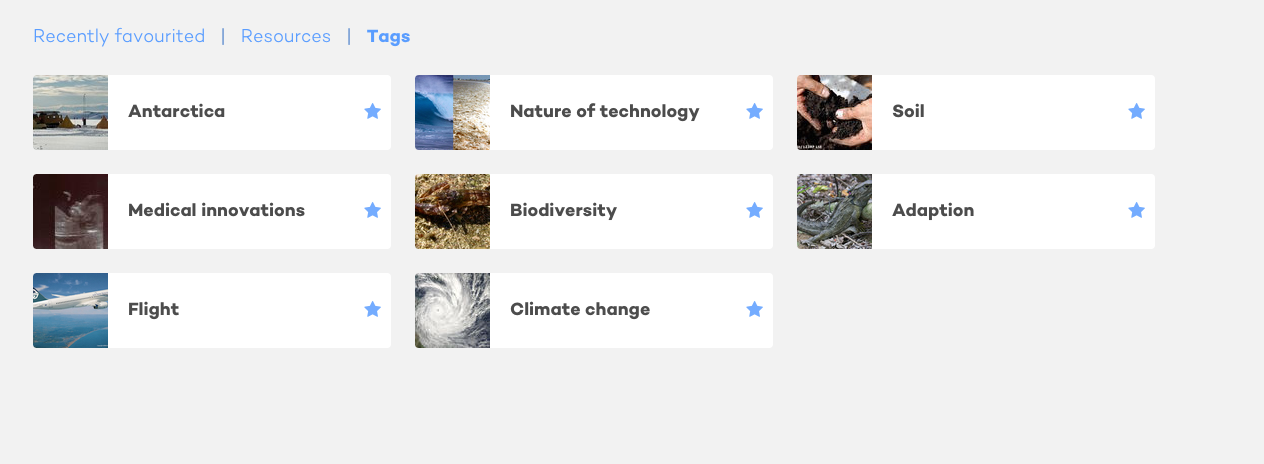 Recently favourited | Resources | Tags
Antarctica
Nature of technology
Soil
Medical innovations
Biodiversity
Adaption
Flight
Climate change